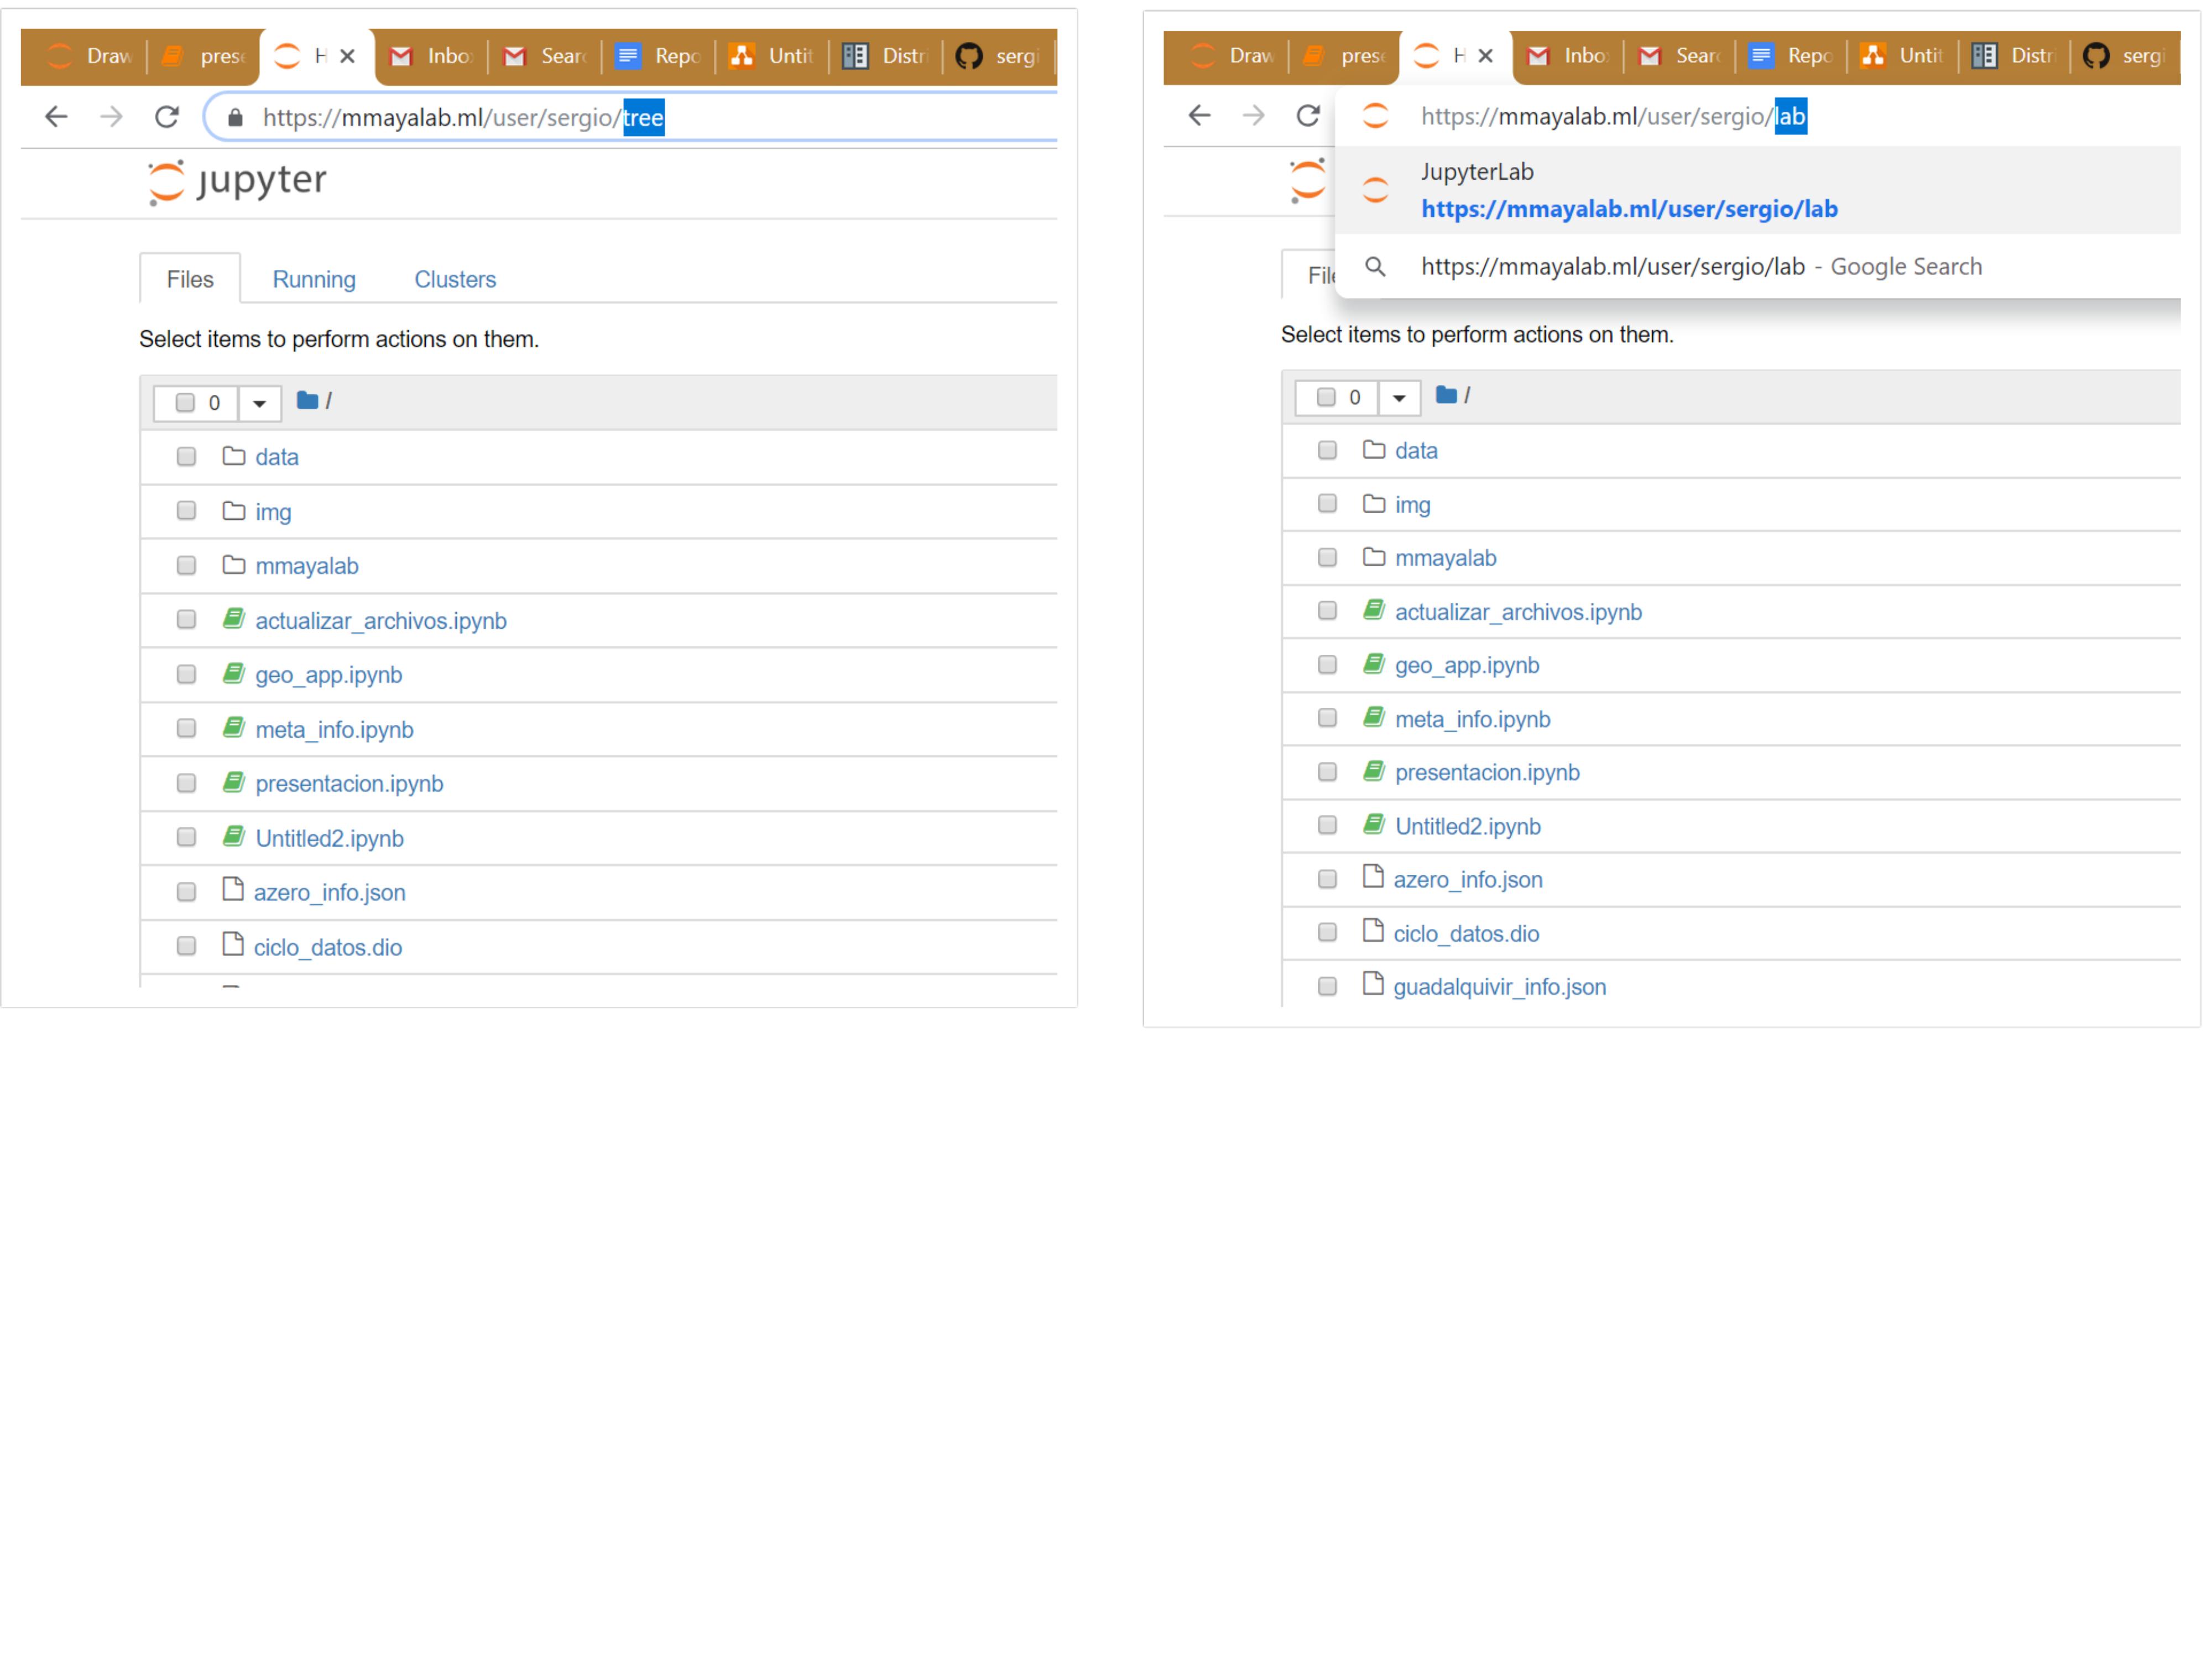 Draw prese H Inbo Sear Repo Untit Distri sergi
https://mmayalab.ml/user/sergio/tree
jupyter
Files Running Clusters
Select items to perform actions on them.
0 /
data
img
mmayalab
actualizar_archivos.ipynb
geo_app.ipynb
meta_info.ipynb
presentacion.ipynb
Untitled2.ipynb
azero_info.json
ciclo_datos.dio
Draw prese H Inbo Sear Repo Untit Distri sergi
https://mmayalab.ml/user/sergio/lab
JupyterLab
https://mmayalab.ml/user/sergio/lab
https://mmayalab.ml/user/sergio/lab - Google Search
File
Select items to perform actions on them.
0 /
data
img
mmayalab
actualizar_archivos.ipynb
geo_app.ipynb
meta_info.ipynb
presentacion.ipynb
Untitled2.ipynb
azero_info.json
ciclo_datos.dio
guadalquivir_info.json